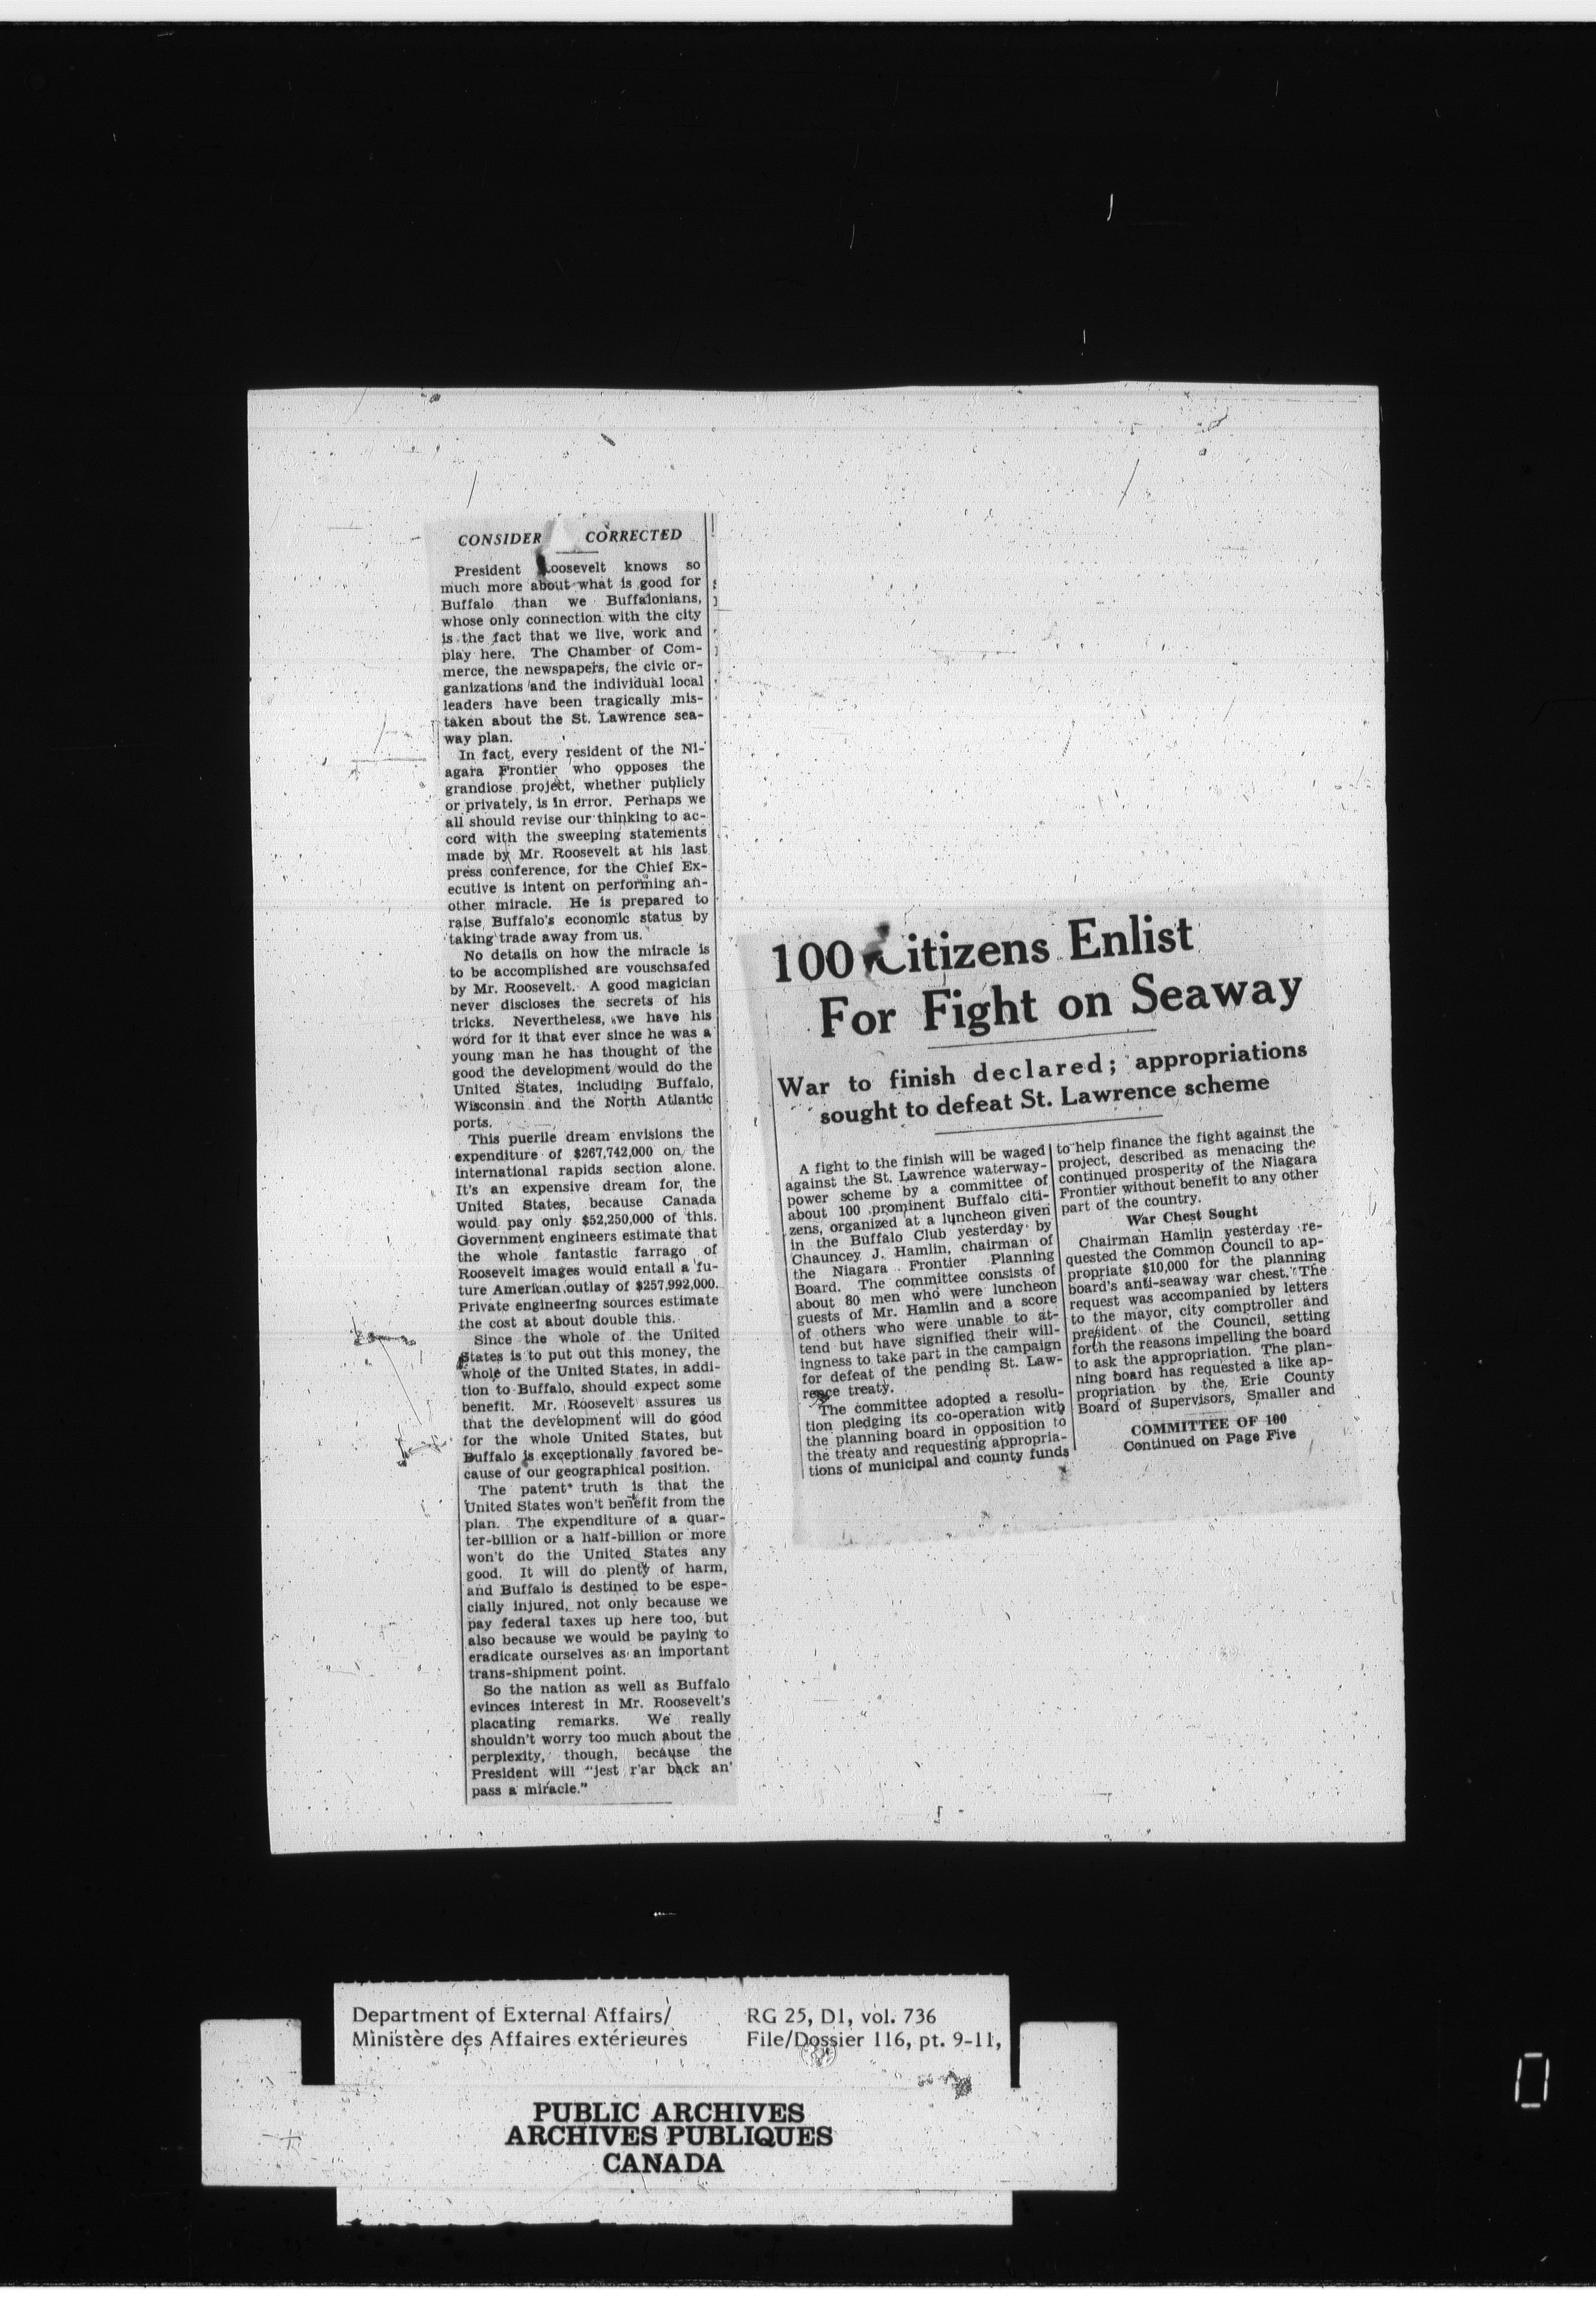 CONSIDER CORRECTED
President Roosevelt knows so
much more about what is good for
Buffalo than we Buffalonians,
whose only connection with the city
is the fact that we live, work and
play here. The Chamber of Com-
merce, the newspapers, the civic or-
ganizations and the individual local
leaders have been tragically mis-
taken about the St. Lawrence sea-
way plan.
In fact, every resident of the Ni-
agara Frontier who opposes the
grandiose project, whether publicly
or privately, is in error. Perhaps we
all should revise our thinking to ac-
cord with the sweeping statements
made by Mr. Roosevelt at his last
press conference, for the Chief Ex-
ecutive is intent on performing an-
other miracle. He is prepared to
raise Buffalo's economic status by
taking trade away from us.
No details on how the miracle is
to be accomplished are vouschsafed
by Mr. Roosevelt. A good magician
never discloses the secrets of his
tricks. Nevertheless, we have his
word for it that ever since he was a
young man he has thought of the
good the development would do the
United States, including Buffalo,
Wisconsin and the North Atlantic
ports.
This puerile dream envisions the
expenditure of $267,742,000 on the
international rapids section alone.
It's an expensive dream for the
United States, because Canada
would pay only $52,250,000 of this.
Government engineers estimate that
the whole fantastic farrago of
Roosevelt images would entail a fu-
ture American outlay of $257,992,000.
Private engineering sources estimate
the cost at about double this.
Since the whole of the United
States is to put out this money, the
whole of the United States, in addi-
tion to Buffalo, should expect some
benefit. Mr. Roosevelt assures us
that the development will do good
for the whole United States, but
Buffalo is exceptionally favored be-
cause of our geographical position.
The patent truth is that the
United States won't benefit from the
plan. The expenditure of a quar-
ter-billion or a half-billion or more
won't do the United States any
good. It will do plenty of harm,
and Buffalo is destined to be espe-
cially injured, not only because we
pay federal taxes up here too, but
also because we would be paying to
eradicate ourselves as an important
trans-shipment point.
So the nation as well as Buffalo
evinces interest in Mr. Roosevelt's
placating remarks. We really
shouldn't worry too much about the
perplexity, though, because the
President will "jest r'ar back an'
pass a miracle."
100 Citizens Enlist
For Fight on Seaway
War to finish declared; appropriations
sought to defeat St. Lawrence scheme
A fight to the finish will be waged
against the St. Lawrence waterway-
power scheme by a committee of
about 100 prominent Buffalo citi-
zens, organized at a luncheon given
in the Buffalo Club yesterday by
Chauncey J. Hamlin, chairman of
the Niagara Frontier Planning
Board. The committee consists of
about 80 men who were luncheon
guests of Mr. Hamlin and a score
of others who were unable to at-
tend but have signified their will-
ingness to take part in the campaign
for defeat of the pending St. Law-
rence treaty.
The committee adopted a resolu-
tion pledging its co-operation with
the planning board in opposition to
the treaty and requesting appropria-
tions of municipal and county funds
to help finance the fight against the
project, described as menacing the
continued prosperity of the Niagara
Frontier without benefit to any other
part of the country.
War Chest Sought
Chairman Hamlin yesterday re-
quested the Common Council to ap-
propriate $10,000 for the planning
board's anti-seaway war chest. The
request was accompanied by letters
to the mayor, city comptroller and
president of the Council, setting
forth the reasons impelling the board
to ask the appropriation. The plan-
ning board has requested a like ap-
propriation by the Erie County
Board of Supervisors, Smaller and
COMMITTEE OF 100
Continued on Page Five
Department of External Affairs/
Ministère des Affaires extérieures
RG 25, D1, vol. 736
File/Dossier 116, pt. 9-11,
PUBLIC ARCHIVES
ARCHIVES PUBLIQUES
CANADA